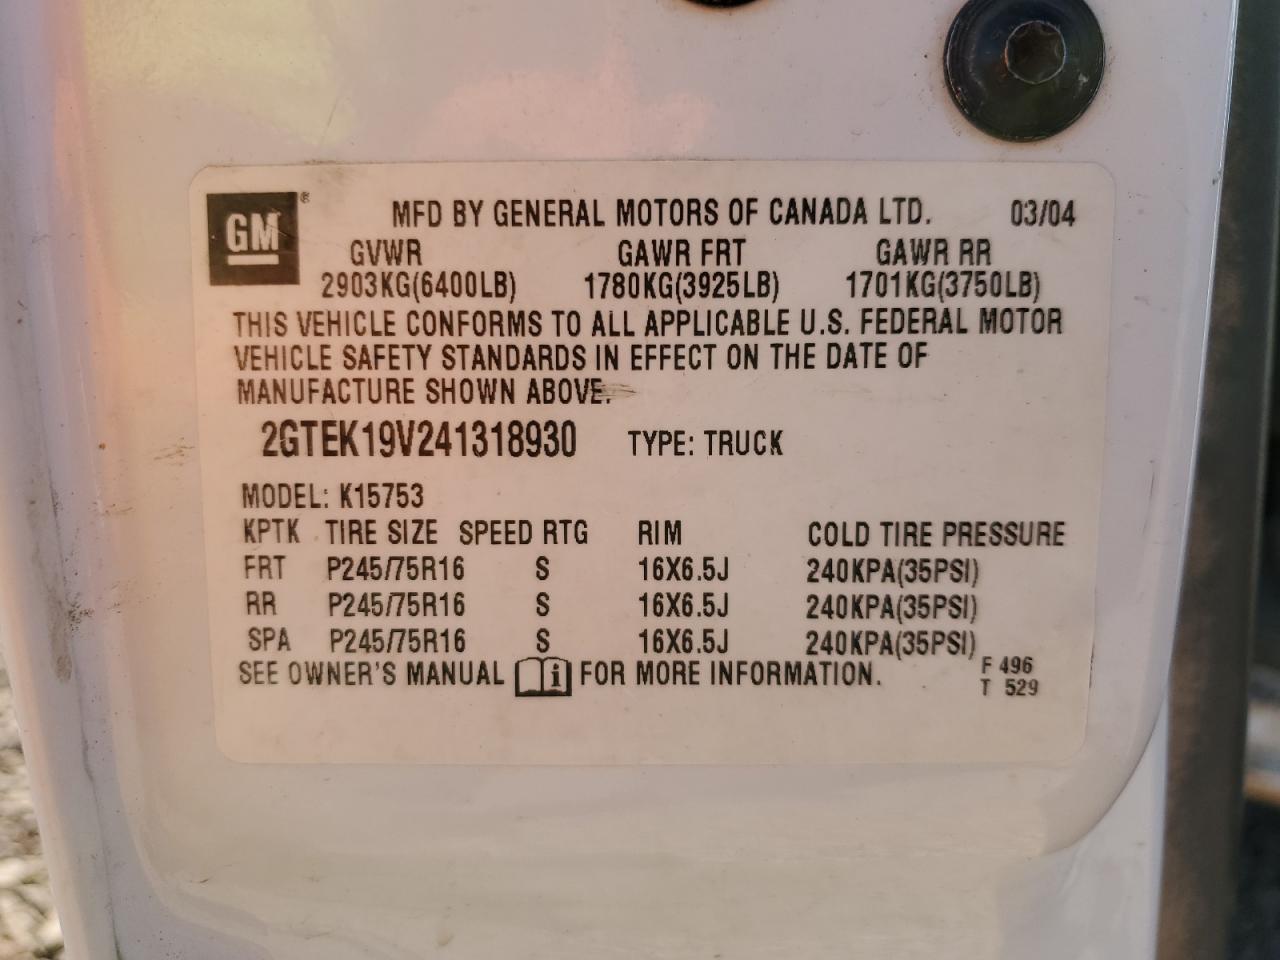 GM ® MFD BY GENERAL MOTORS OF CANADA LTD. 03/04
GVWR GAWR FRT GAWR RR
2903KG(6400LB) 1780KG(3925LB) 1701KG(3750LB)
THIS VEHICLE CONFORMS TO ALL APPLICABLE U.S. FEDERAL MOTOR
VEHICLE SAFETY STANDARDS IN EFFECT ON THE DATE OF
MANUFACTURE SHOWN ABOVE.
2GTEK19V241318930 TYPE: TRUCK
MODEL: K15753
KPTK TIRE SIZE SPEED RTG RIM COLD TIRE PRESSURE
FRT P245/75R16 S 16X6.5J 240KPA(35PSI)
RR P245/75R16 S 16X6.5J 240KPA(35PSI)
SPA P245/75R16 S 16X6.5J 240KPA(35PSI)
SEE OWNER'S MANUAL i FOR MORE INFORMATION. F 496
T 529